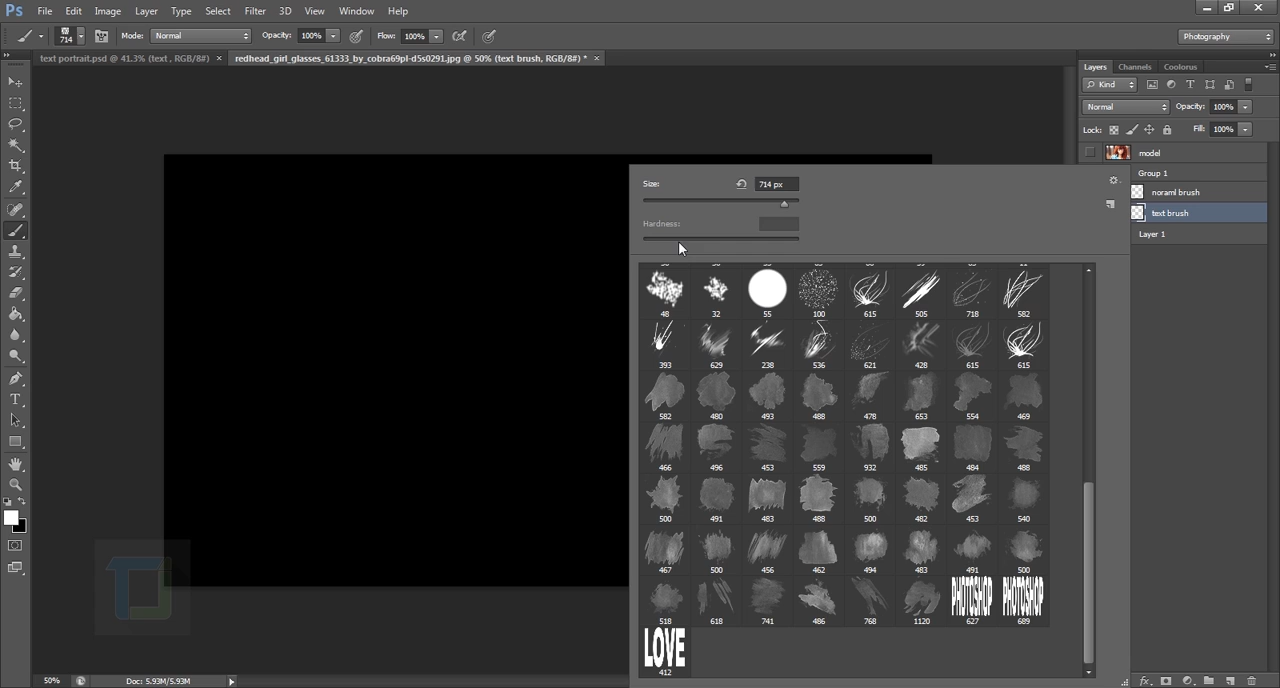 Ps File Edit Image Layer Type Select Filter 3D View Window Help
714 Mode: Normal Opacity: 100% Flow: 100% Photography
text portrait.psd @ 41.3% (text , RGB/8#) × redhead_girl_glasses_61333_by_cobra69pl-d5s0291.jpg @ 50% (text brush, RGB/8#) * ×
Layers Channels Coolorus
Kind
Normal Opacity: 100%
Lock: Fill: 100%
model
Group 1
noraml brush
text brush
Layer 1
Size: 714 px
Hardness:
48 32 55 100 615 505 718 582
393 629 238 536 621 428 615 615
582 480 493 488 478 653 554 469
466 496 453 559 932 485 484 488
500 491 483 488 500 482 453 540
467 500 456 462 494 483 491 500
PHOTOSHOP PHOTOSHOP
518 618 741 486 768 1120 627 689
LOVE
412
50% Doc: 5.93M/5.93M
fx